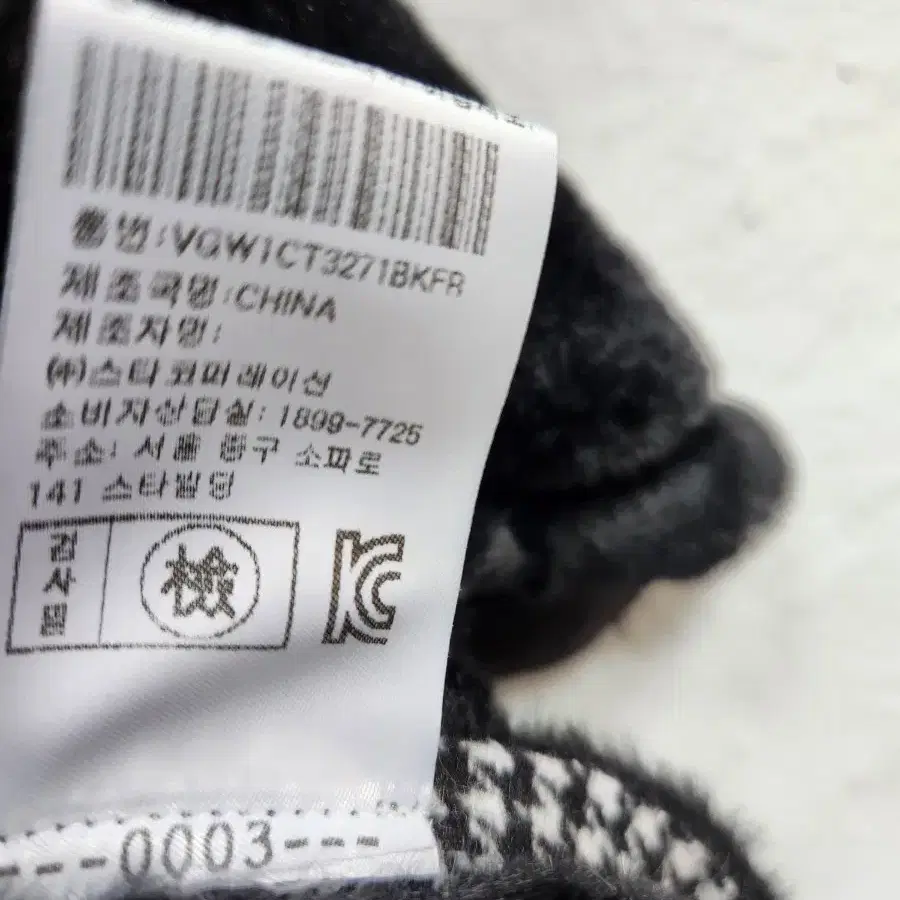 품번:VGW1CT3271BKFR
제조국명:CHINA
제조자명:
(주)스타코퍼레이션
소비자상담실: 1899-7725
주소: 서울 중구 소파로
141 스타빌딩
검사필
檢
KC
---0003---